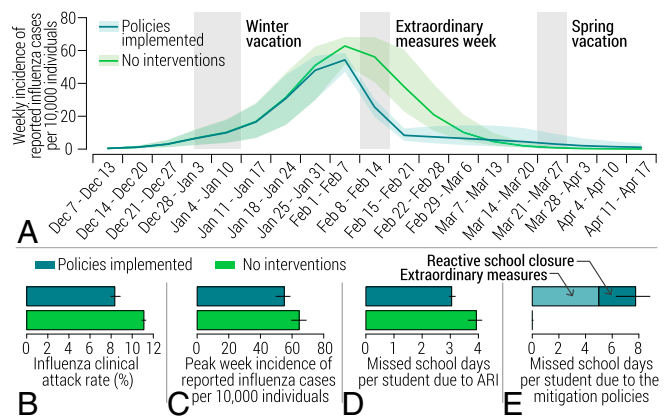 Weekly incidence of
reported influenza cases
per 10,000 individuals
80
60
40
20
0
Policies
implemented
No interventions
Winter
vacation
Extraordinary
measures week
Spring
vacation
Dec 7 - Dec 13
Dec 14 - Dec 20
Dec 21 - Dec 27
Dec 28 - Jan 3
Jan 4 - Jan 10
Jan 11 - Jan 17
Jan 18 - Jan 24
Jan 25 - Jan 31
Feb 1 - Feb 7
Feb 8 - Feb 14
Feb 15 - Feb 21
Feb 22 - Feb 28
Feb 29 - Mar 6
Mar 7 - Mar 13
Mar 14 - Mar 20
Mar 21 - Mar 27
Mar 28 - Apr 3
Apr 4 - Apr 10
Apr 11 - Apr 17
A
Policies implemented
No interventions
0 2 4 6 8 10 12
Influenza clinical
attack rate (%)
B
0 20 40 60 80
Peak week incidence of
reported influenza cases
per 10,000 individuals
C
0 1 2 3 4
Missed school days
per student due to ARI
D
Reactive school closure
Extraordinary measures
0 2 4 6 8
Missed school days
per student due to the
mitigation policies
E